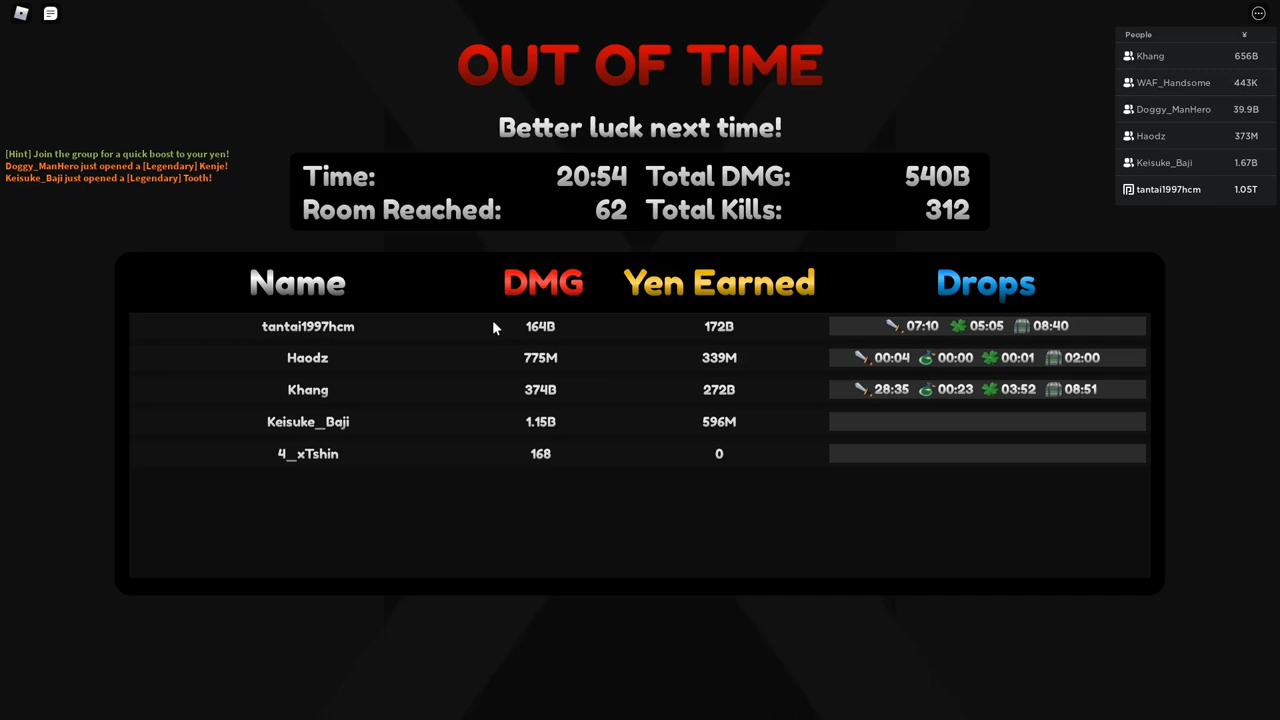 OUT OF TIME
Better luck next time!
[Hint] Join the group for a quick boost to your yen!
Doggy_ManHero just opened a [Legendary] Kenje!
Keisuke_Baji just opened a [Legendary] Tooth!
Time: 20:54 Total DMG: 540B
Room Reached: 62 Total Kills: 312
People ¥
Khang 656B
WAF_Handsome 443K
Doggy_ManHero 39.9B
Haodz 373M
Keisuke_Baji 1.67B
tantai1997hcm 1.05T
Name DMG Yen Earned Drops
tantai1997hcm 164B 172B 07:10 05:05 08:40
Haodz 775M 339M 00:04 00:00 00:01 02:00
Khang 374B 272B 28:35 00:23 03:52 08:51
Keisuke_Baji 1.15B 596M
4_xTshin 168 0